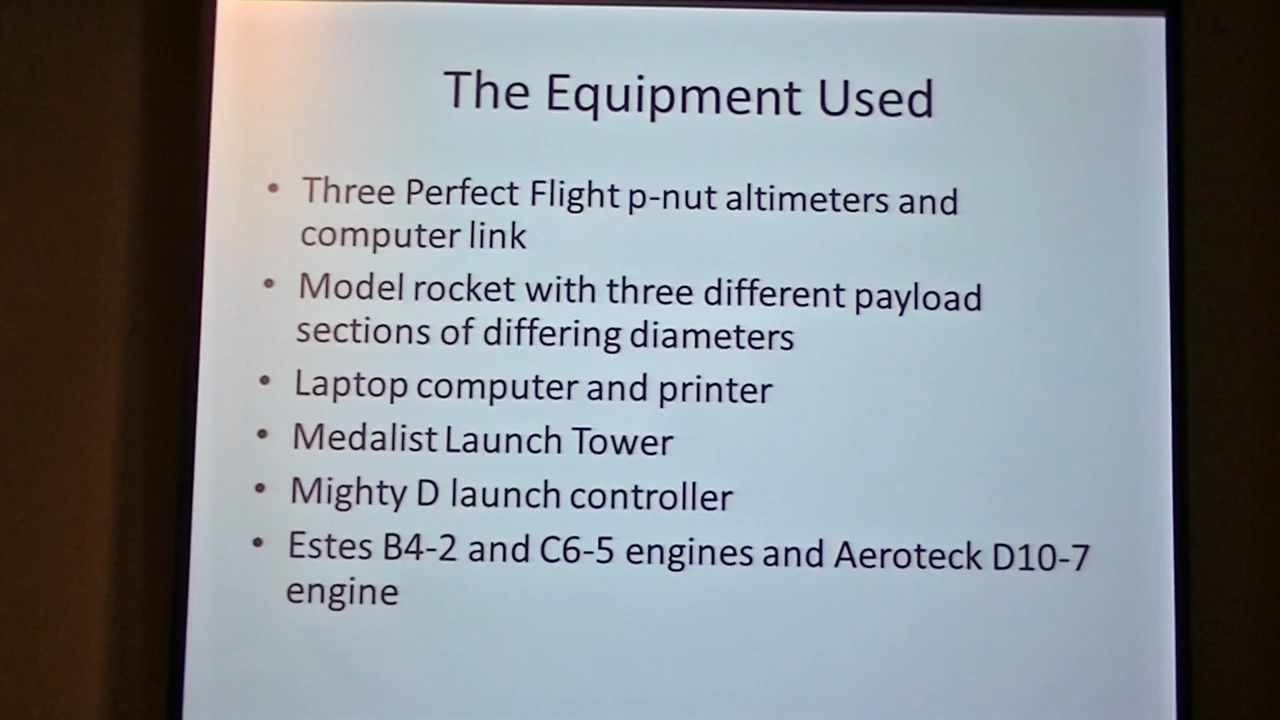 The Equipment Used
• Three Perfect Flight p-nut altimeters and
computer link
• Model rocket with three different payload
sections of differing diameters
• Laptop computer and printer
• Medalist Launch Tower
• Mighty D launch controller
• Estes B4-2 and C6-5 engines and Aeroteck D10-7
engine